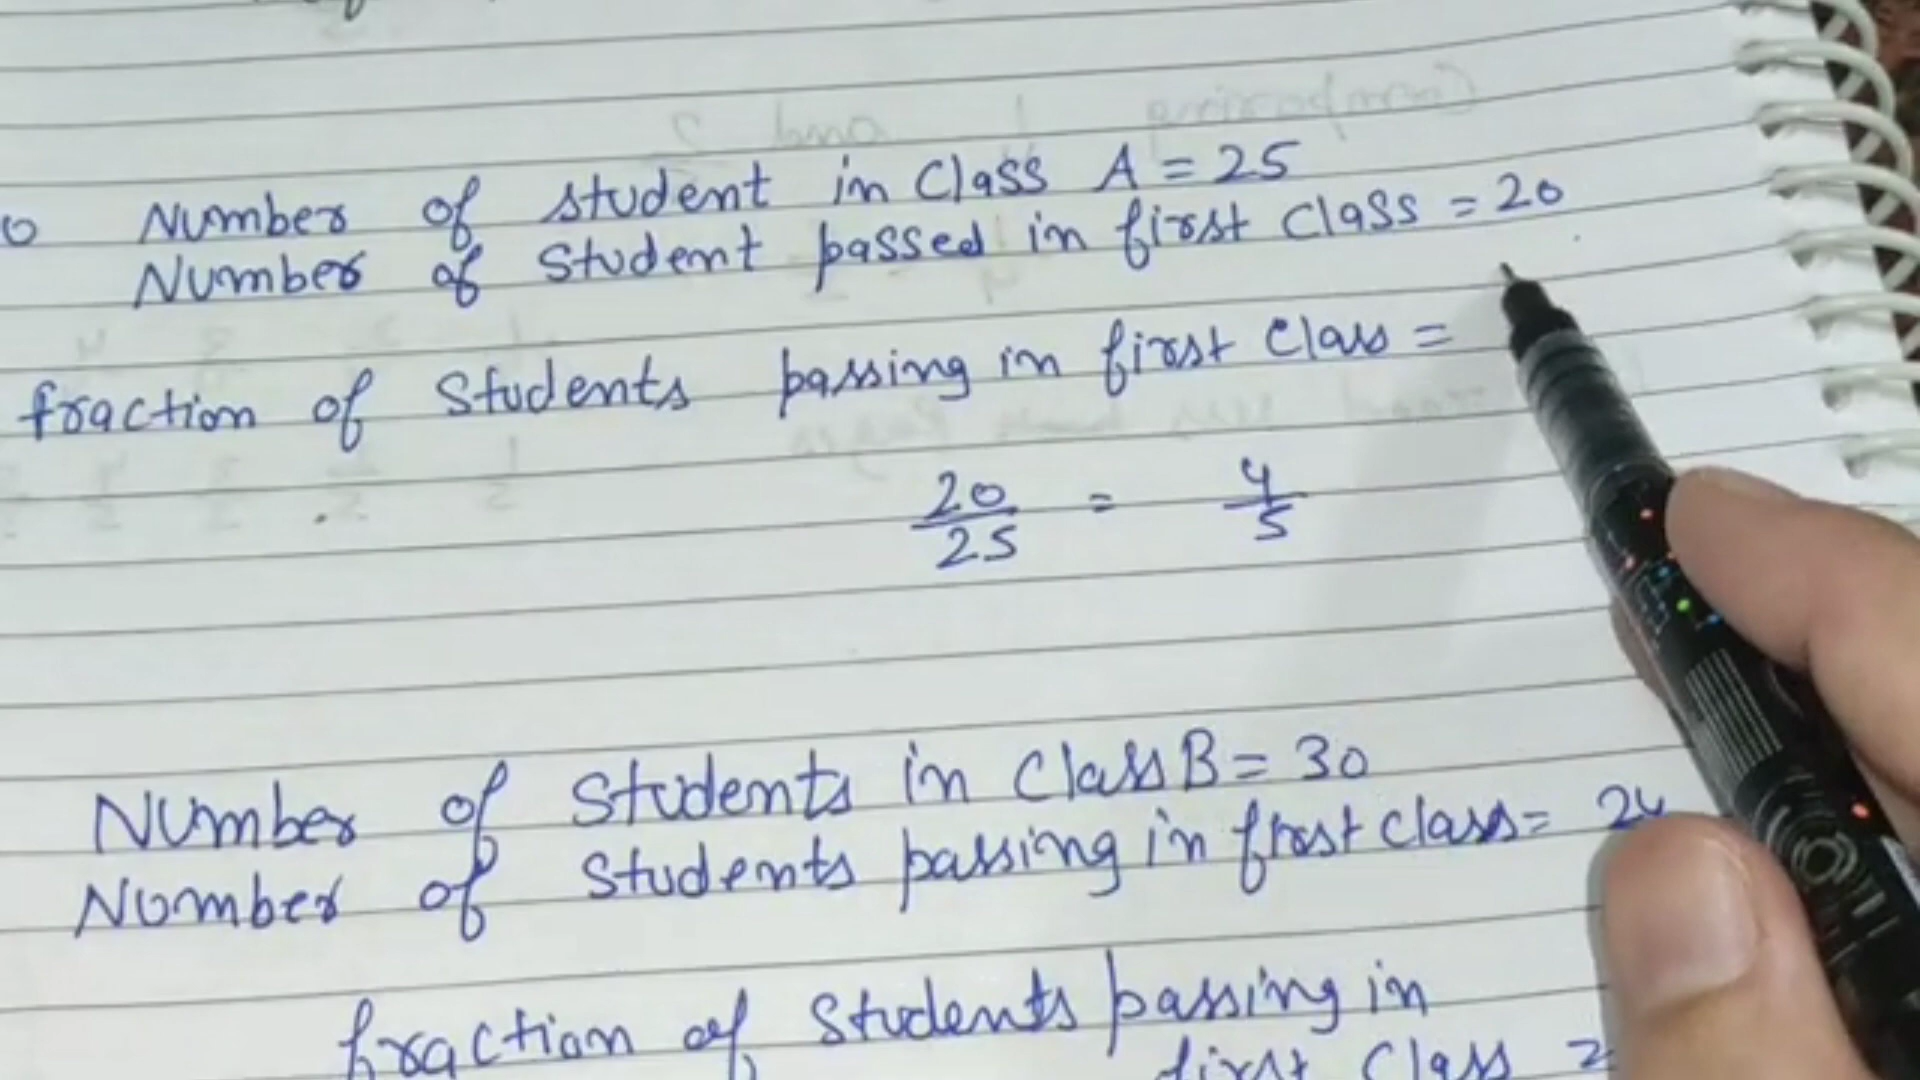 Number of student in Class A = 25
Number of Student passed in first Class = 20
fraction of Students passing in first Class =
20/25 = 4/5
Number of Students in Class B = 30
Number of Students passing in first class = 24
fraction of Students passing in
first Class =